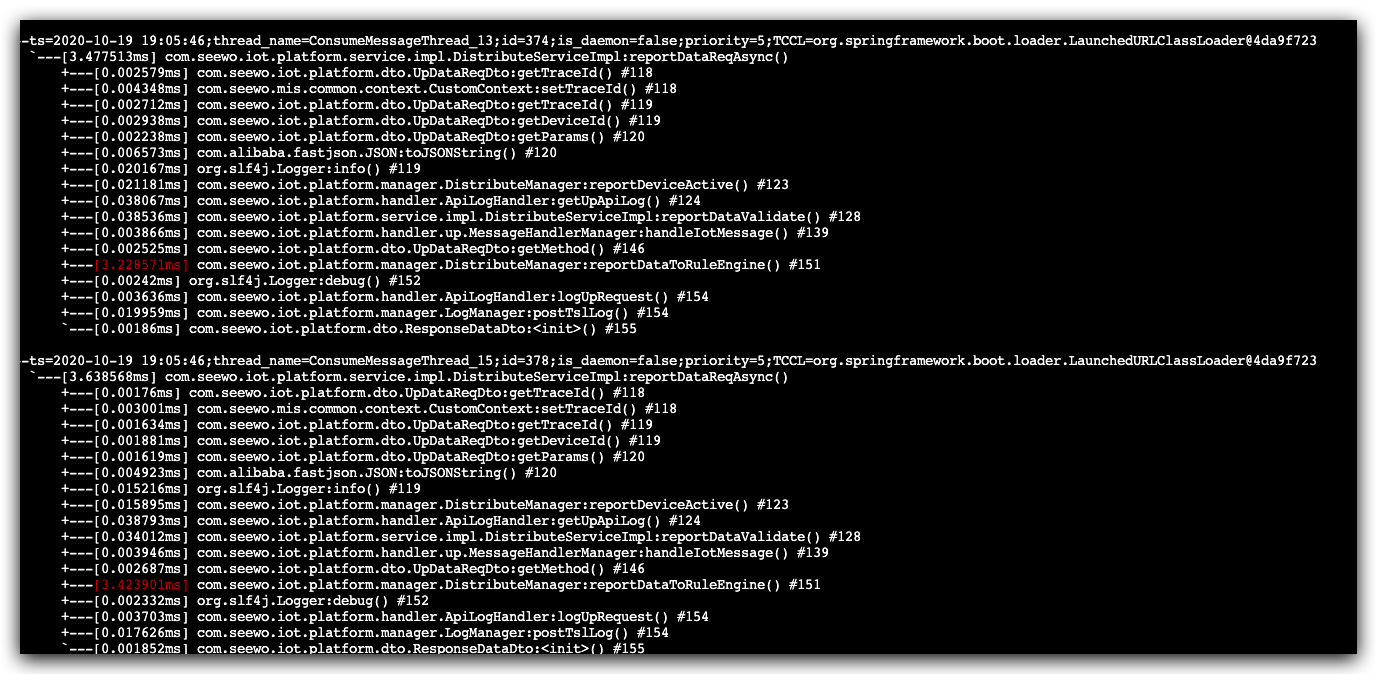 -ts=2020-10-19 19:05:46;thread_name=ConsumeMessageThread_13;id=374;is_daemon=false;priority=5;TCCL=org.springframework.boot.loader.LaunchedURLClassLoader@4da9f723
`---[3.477513ms] com.seewo.iot.platform.service.impl.DistributeServiceImpl:reportDataReqAsync()
+---[0.002579ms] com.seewo.iot.platform.dto.UpDataReqDto:getTraceId() #118
+---[0.004348ms] com.seewo.mis.common.context.CustomContext:setTraceId() #118
+---[0.002712ms] com.seewo.iot.platform.dto.UpDataReqDto:getTraceId() #119
+---[0.002938ms] com.seewo.iot.platform.dto.UpDataReqDto:getDeviceId() #119
+---[0.002238ms] com.seewo.iot.platform.dto.UpDataReqDto:getParams() #120
+---[0.006573ms] com.alibaba.fastjson.JSON:toJSONString() #120
+---[0.020167ms] org.slf4j.Logger:info() #119
+---[0.021181ms] com.seewo.iot.platform.manager.DistributeManager:reportDeviceActive() #123
+---[0.038067ms] com.seewo.iot.platform.handler.ApiLogHandler:getUpApiLog() #124
+---[0.038536ms] com.seewo.iot.platform.service.impl.DistributeServiceImpl:reportDataValidate() #128
+---[0.003866ms] com.seewo.iot.platform.handler.up.MessageHandlerManager:handleIotMessage() #139
+---[0.002525ms] com.seewo.iot.platform.dto.UpDataReqDto:getMethod() #146
+---[3.228571ms] com.seewo.iot.platform.manager.DistributeManager:reportDataToRuleEngine() #151
+---[0.00242ms] org.slf4j.Logger:debug() #152
+---[0.003636ms] com.seewo.iot.platform.handler.ApiLogHandler:logUpRequest() #154
+---[0.019959ms] com.seewo.iot.platform.manager.LogManager:postTslLog() #154
`---[0.00186ms] com.seewo.iot.platform.dto.ResponseDataDto:<init>() #155
-ts=2020-10-19 19:05:46;thread_name=ConsumeMessageThread_15;id=378;is_daemon=false;priority=5;TCCL=org.springframework.boot.loader.LaunchedURLClassLoader@4da9f723
`---[3.638568ms] com.seewo.iot.platform.service.impl.DistributeServiceImpl:reportDataReqAsync()
+---[0.00176ms] com.seewo.iot.platform.dto.UpDataReqDto:getTraceId() #118
+---[0.003001ms] com.seewo.mis.common.context.CustomContext:setTraceId() #118
+---[0.001634ms] com.seewo.iot.platform.dto.UpDataReqDto:getTraceId() #119
+---[0.001881ms] com.seewo.iot.platform.dto.UpDataReqDto:getDeviceId() #119
+---[0.001619ms] com.seewo.iot.platform.dto.UpDataReqDto:getParams() #120
+---[0.004923ms] com.alibaba.fastjson.JSON:toJSONString() #120
+---[0.015216ms] org.slf4j.Logger:info() #119
+---[0.015895ms] com.seewo.iot.platform.manager.DistributeManager:reportDeviceActive() #123
+---[0.038793ms] com.seewo.iot.platform.handler.ApiLogHandler:getUpApiLog() #124
+---[0.034012ms] com.seewo.iot.platform.service.impl.DistributeServiceImpl:reportDataValidate() #128
+---[0.003946ms] com.seewo.iot.platform.handler.up.MessageHandlerManager:handleIotMessage() #139
+---[0.002687ms] com.seewo.iot.platform.dto.UpDataReqDto:getMethod() #146
+---[3.423901ms] com.seewo.iot.platform.manager.DistributeManager:reportDataToRuleEngine() #151
+---[0.002332ms] org.slf4j.Logger:debug() #152
+---[0.003703ms] com.seewo.iot.platform.handler.ApiLogHandler:logUpRequest() #154
+---[0.017626ms] com.seewo.iot.platform.manager.LogManager:postTslLog() #154
`---[0.001852ms] com.seewo.iot.platform.dto.ResponseDataDto:<init>() #155